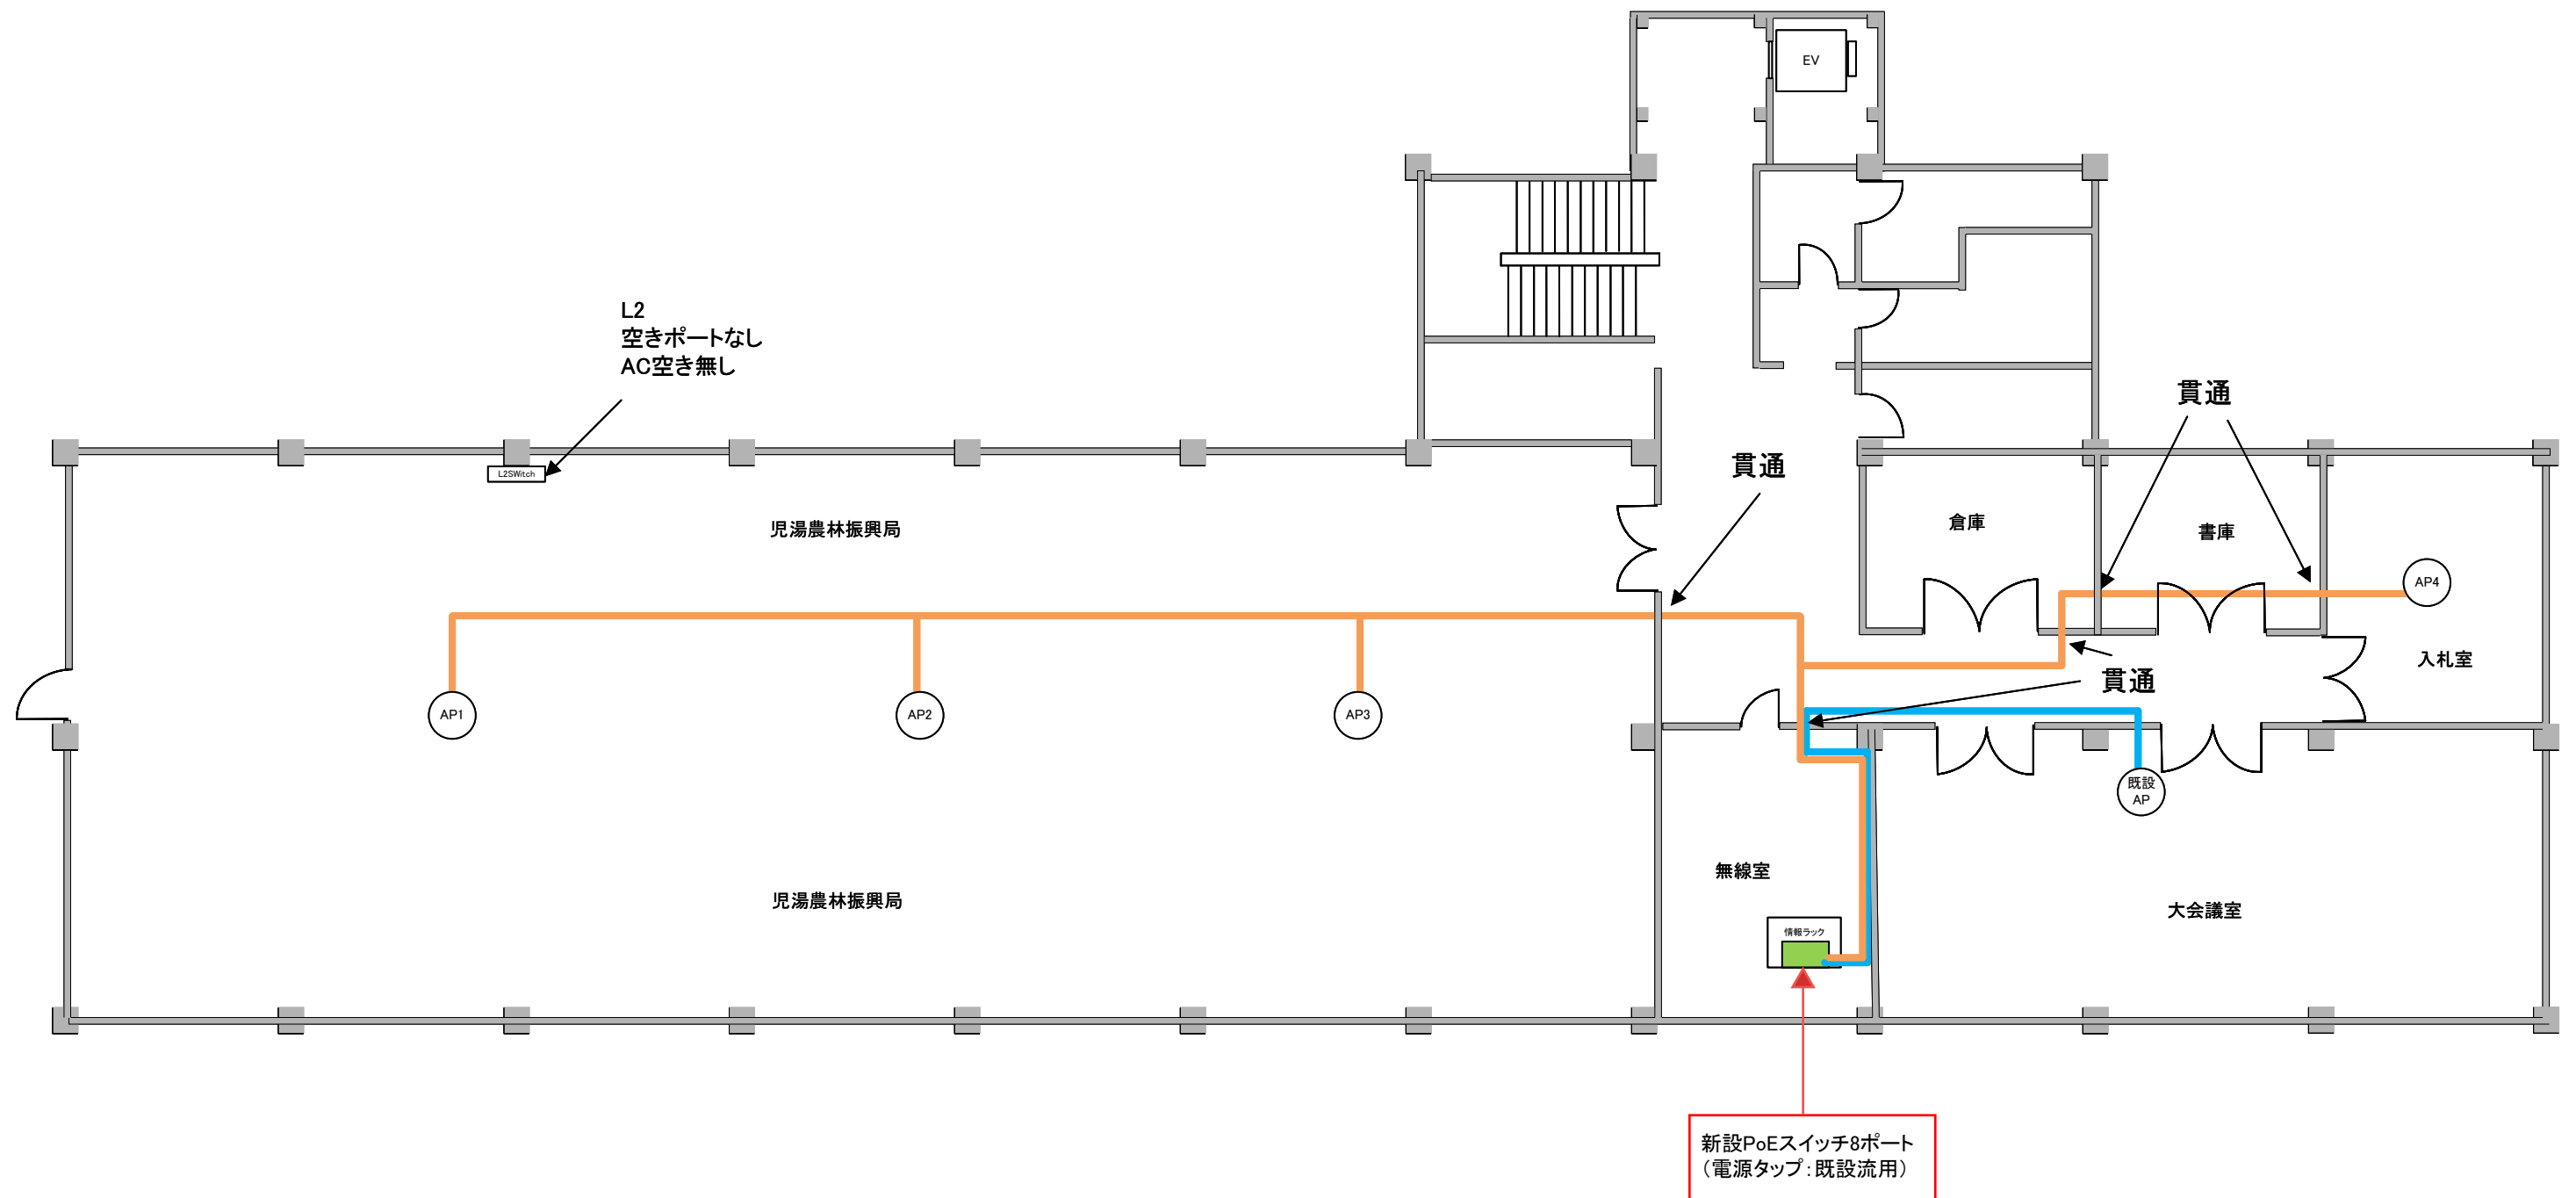 EV
L2
空きポートなし
AC空き無し
貫通
貫通
L2SWitch
児湯農林振興局
倉庫
書庫
AP4
入札室
貫通
AP1
AP2
AP3
既設
AP
無線室
児湯農林振興局
大会議室
情報ラック
新設PoEスイッチ8ポート
（電源タップ：既設流用）